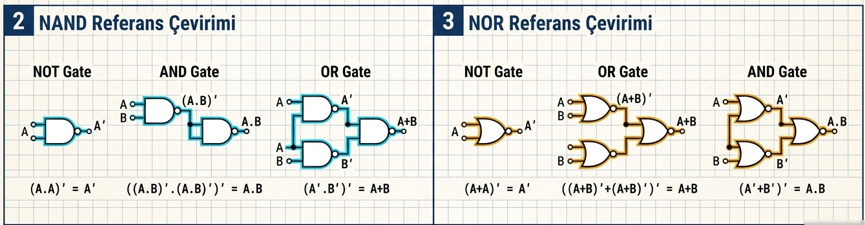 2 NAND Referans Çevirimi
NOT Gate
AND Gate
OR Gate
A
A'
A
B
(A.B)'
A.B
A
A'
A
B
B'
A+B
(A.A)' = A'
((A.B)'.(A.B)')' = A.B
(A'.B')' = A+B
3 NOR Referans Çevirimi
NOT Gate
OR Gate
AND Gate
A
A'
A
B
(A+B)'
A+B
A
A'
B
B'
A.B
(A+A)' = A'
((A+B)'+(A+B)')' = A+B
(A'+B')' = A.B